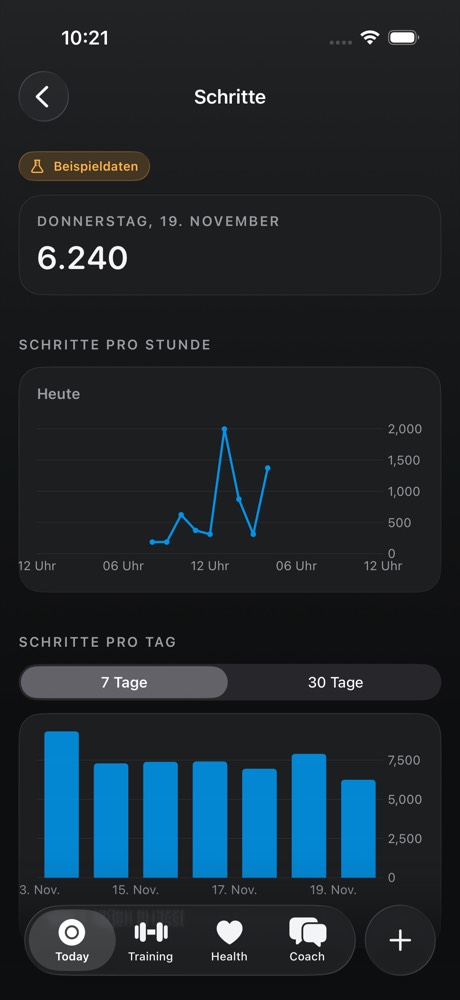 10:21
Schritte
Beispieldaten
DONNERSTAG, 19. NOVEMBER
6.240
SCHRITTE PRO STUNDE
Heute
2,000
1,500
1,000
500
0
12 Uhr 06 Uhr 12 Uhr 06 Uhr 12 Uhr
SCHRITTE PRO TAG
7 Tage 30 Tage
7,500
5,000
2,500
0
3. Nov. 15. Nov. 17. Nov. 19. Nov.
Today Training Health Coach